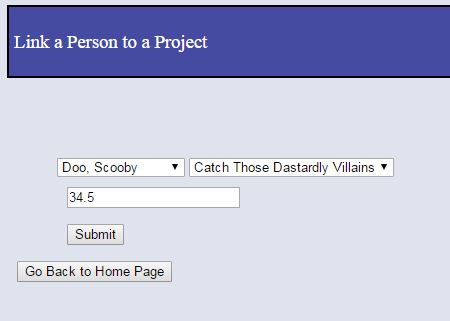 Link a Person to a Project
Doo, Scooby Catch Those Dastardly Villains
34.5
Submit
Go Back to Home Page